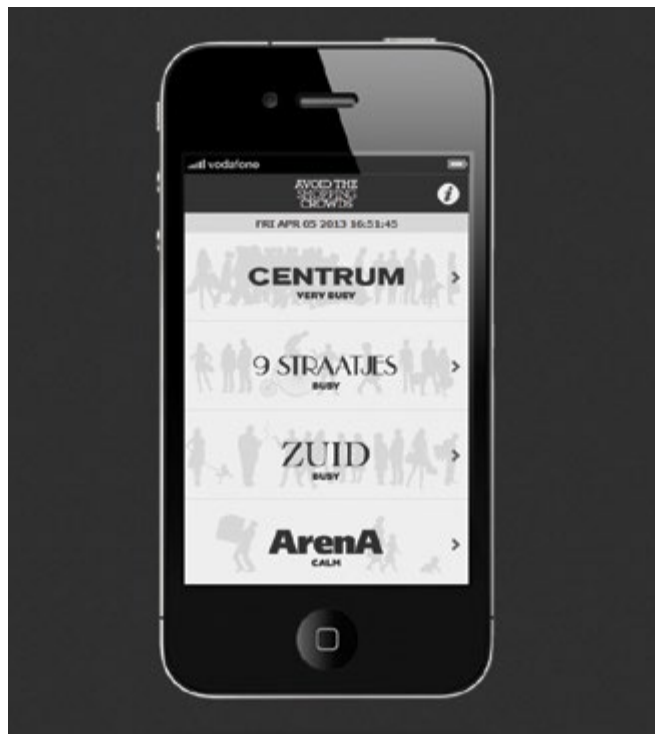 vodafone
AVOID THE
SHOPPING
CROWDS
i
FRI APR 05 2013 16:51:45
CENTRUM
VERY BUSY
9 STRAATJES
BUSY
ZUID
BUSY
ArenA
CALM